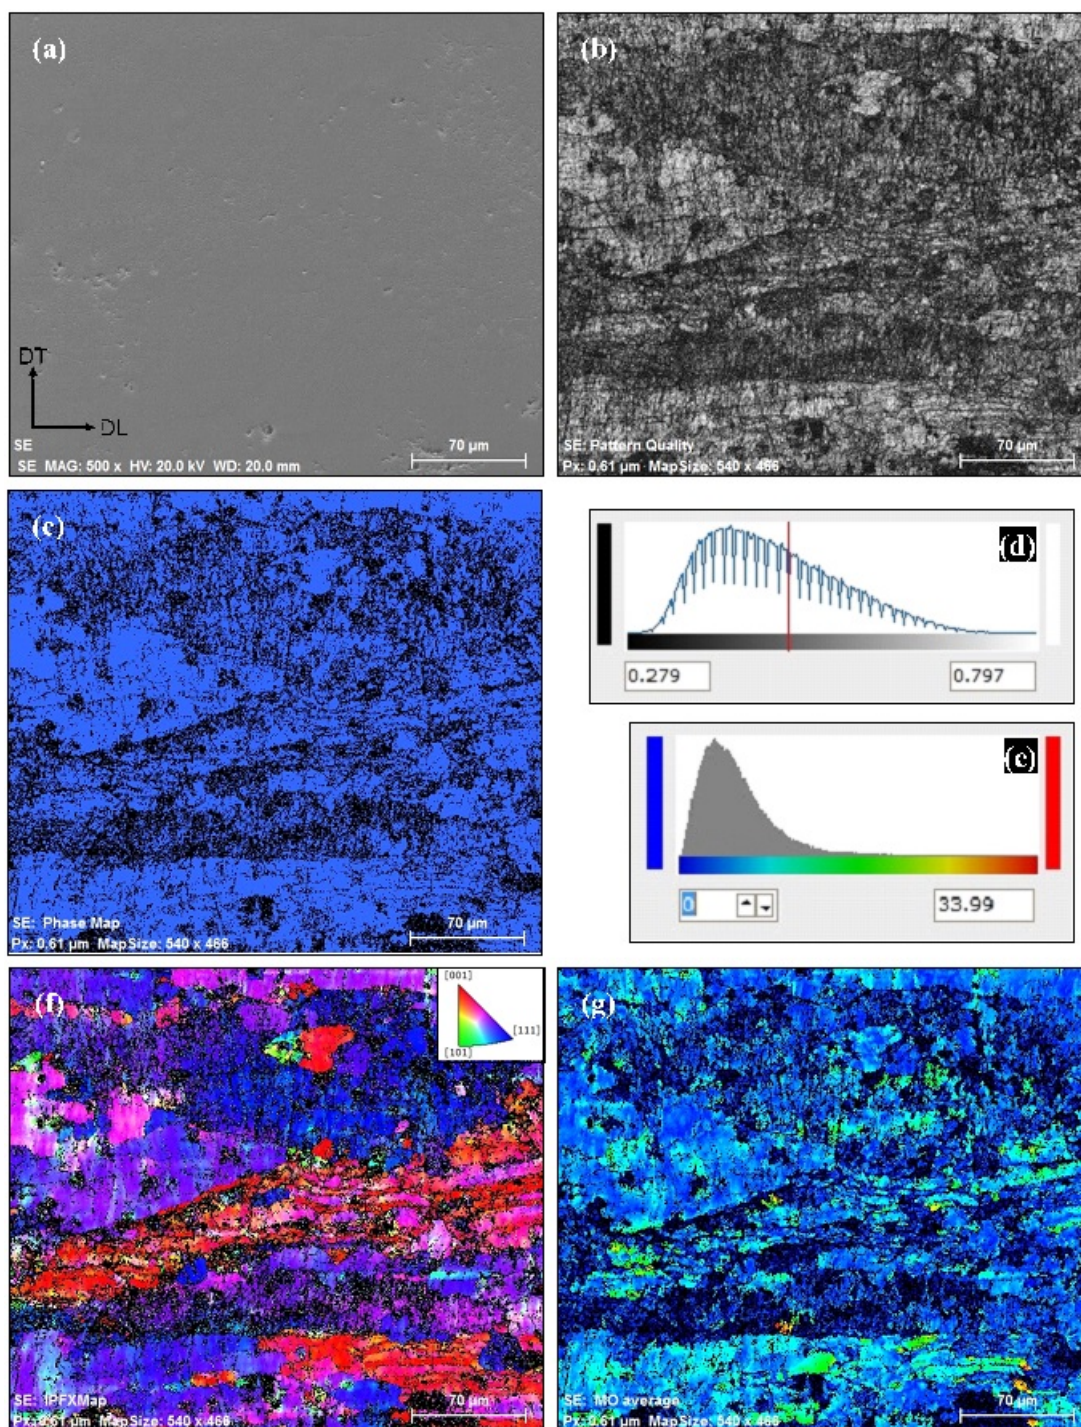 (a)
DT
DL
SE
70 µm
SE MAG: 500 x HV: 20.0 kV WD: 20.0 mm
(b)
SE: Pattern Quality
70 µm
Px: 0.61 µm MapSize: 540 x 466
(c)
SE: Phase Map
70 µm
Px: 0.61 µm MapSize: 540 x 466
(d)
0.279
0.797
(e)
0
33.99
(f)
[001]
[111]
[101]
SE: IPFXMap
70 µm
Px: 0.61 µm MapSize: 540 x 466
(g)
SE: MO average
70 µm
Px: 0.61 µm MapSize: 540 x 466